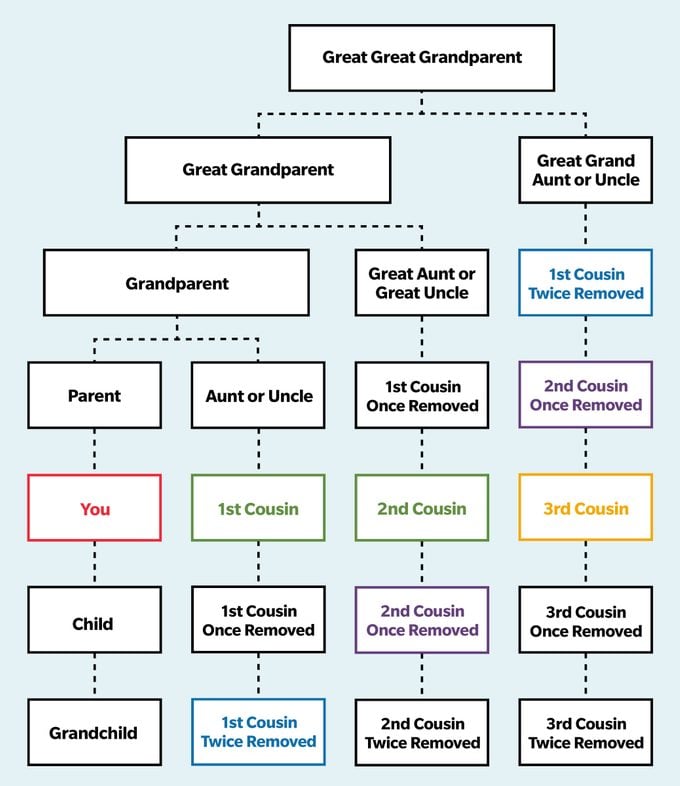 Great Great Grandparent
Great Grandparent
Great Grand
Aunt or Uncle
Grandparent
Great Aunt or
Great Uncle
1st Cousin
Twice Removed
Parent
Aunt or Uncle
1st Cousin
Once Removed
2nd Cousin
Once Removed
You
1st Cousin
2nd Cousin
3rd Cousin
Child
1st Cousin
Once Removed
2nd Cousin
Once Removed
3rd Cousin
Once Removed
Grandchild
1st Cousin
Twice Removed
2nd Cousin
Twice Removed
3rd Cousin
Twice Removed